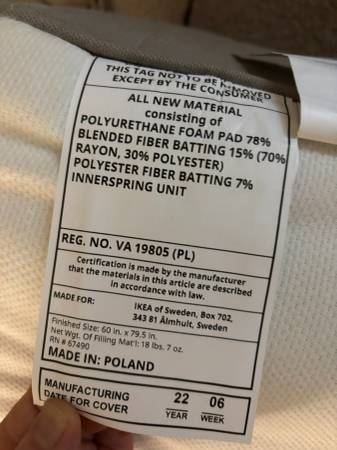 THIS TAG NOT TO BE REMOVED
EXCEPT BY THE CONSUMER
ALL NEW MATERIAL
consisting of
POLYURETHANE FOAM PAD 78%
BLENDED FIBER BATTING 15% (70%
RAYON, 30% POLYESTER)
POLYESTER FIBER BATTING 7%
INNERSPRING UNIT
REG. NO. VA 19805 (PL)
Certification is made by the manufacturer
that the materials in this article are described
in accordance with law.
MADE FOR:
IKEA of Sweden, Box 702,
343 81 Älmhult, Sweden
Finished Size: 60 in. x 79.5 in.
Net Wgt. Of Filling Mat'l: 18 lbs. 7 oz.
RN # 67490
MADE IN: POLAND
MANUFACTURING
DATE FOR COVER
22 06
YEAR WEEK